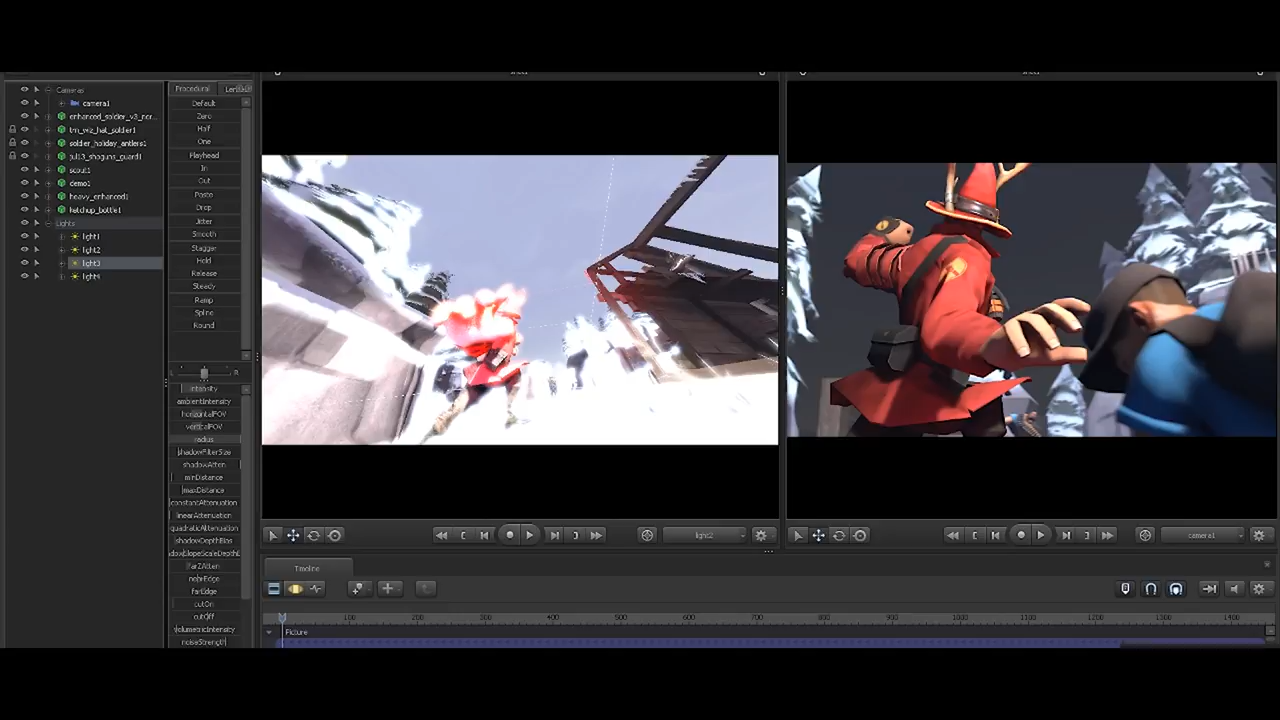 Cameras
camera1
enhanced_soldier_v3_nor...
tm_wiz_hat_soldier1
soldier_holiday_antlers1
jul13_shoguns_guard1
scout1
demo1
heavy_enhanced1
ketchup_bottle1
Lights
light1
light2
light3
light4
Procedural
Default
Zero
Half
One
Playhead
In
Out
Paste
Drop
Jitter
Smooth
Stagger
Hold
Release
Steady
Ramp
Spline
Round
L R
intensity
ambientIntensity
horizontalFOV
verticalFOV
radius
shadowFilterSize
shadowAtten
minDistance
maxDistance
constantAttenuation
linearAttenuation
quadraticAttenuation
shadowDepthBias
farZAtten
nearEdge
farEdge
cutOn
cutOff
volumetricIntensity
noiseStrength
light2
camera1
Timeline
100 200 300 400 500 600 700 800 900 1000 1100 1200 1300 1400
Picture